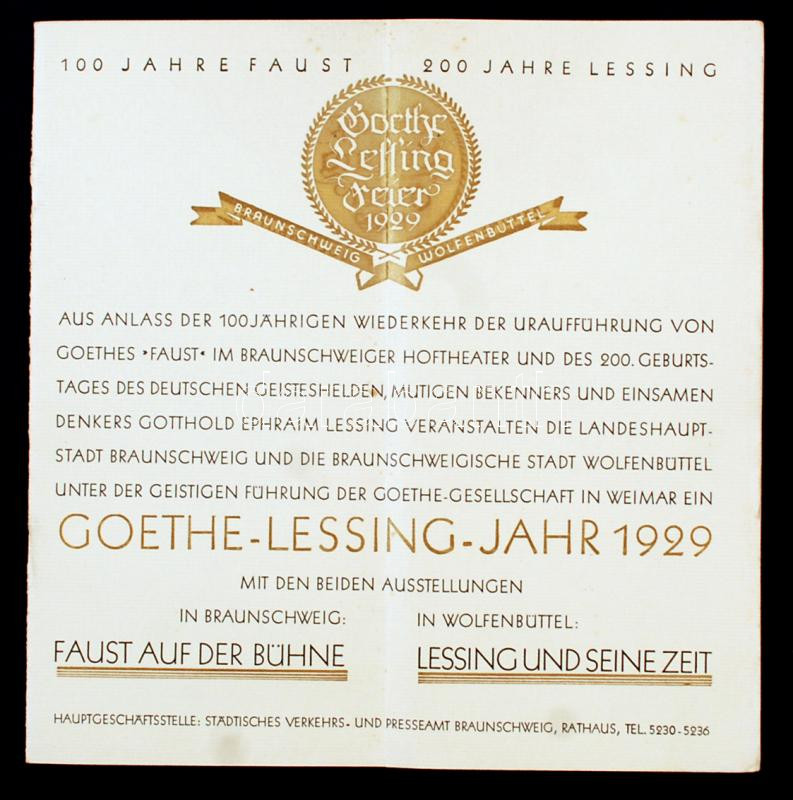 100 JAHRE FAUST 200 JAHRE LESSING
Goethe
Lessing
Feier
1929
BRAUNSCHWEIG WOLFENBÜTTEL
AUS ANLASS DER 100JÄHRIGEN WIEDERKEHR DER URAUFFÜHRUNG VON
GOETHES »FAUST« IM BRAUNSCHWEIGER HOFTHEATER UND DES 200. GEBURTS-
TAGES DES DEUTSCHEN GEISTESHELDEN, MUTIGEN BEKENNERS UND EINSAMEN
DENKERS GOTTHOLD EPHRAIM LESSING VERANSTALTEN DIE LANDESHAUPT-
STADT BRAUNSCHWEIG UND DIE BRAUNSCHWEIGISCHE STADT WOLFENBÜTTEL
UNTER DER GEISTIGEN FÜHRUNG DER GOETHE-GESELLSCHAFT IN WEIMAR EIN
GOETHE-LESSING-JAHR 1929
MIT DEN BEIDEN AUSSTELLUNGEN
IN BRAUNSCHWEIG: IN WOLFENBÜTTEL:
FAUST AUF DER BÜHNE LESSING UND SEINE ZEIT
HAUPTGESCHÄFTSSTELLE: STÄDTISCHES VERKEHRS- UND PRESSEAMT BRAUNSCHWEIG, RATHAUS, TEL. 5230-5236